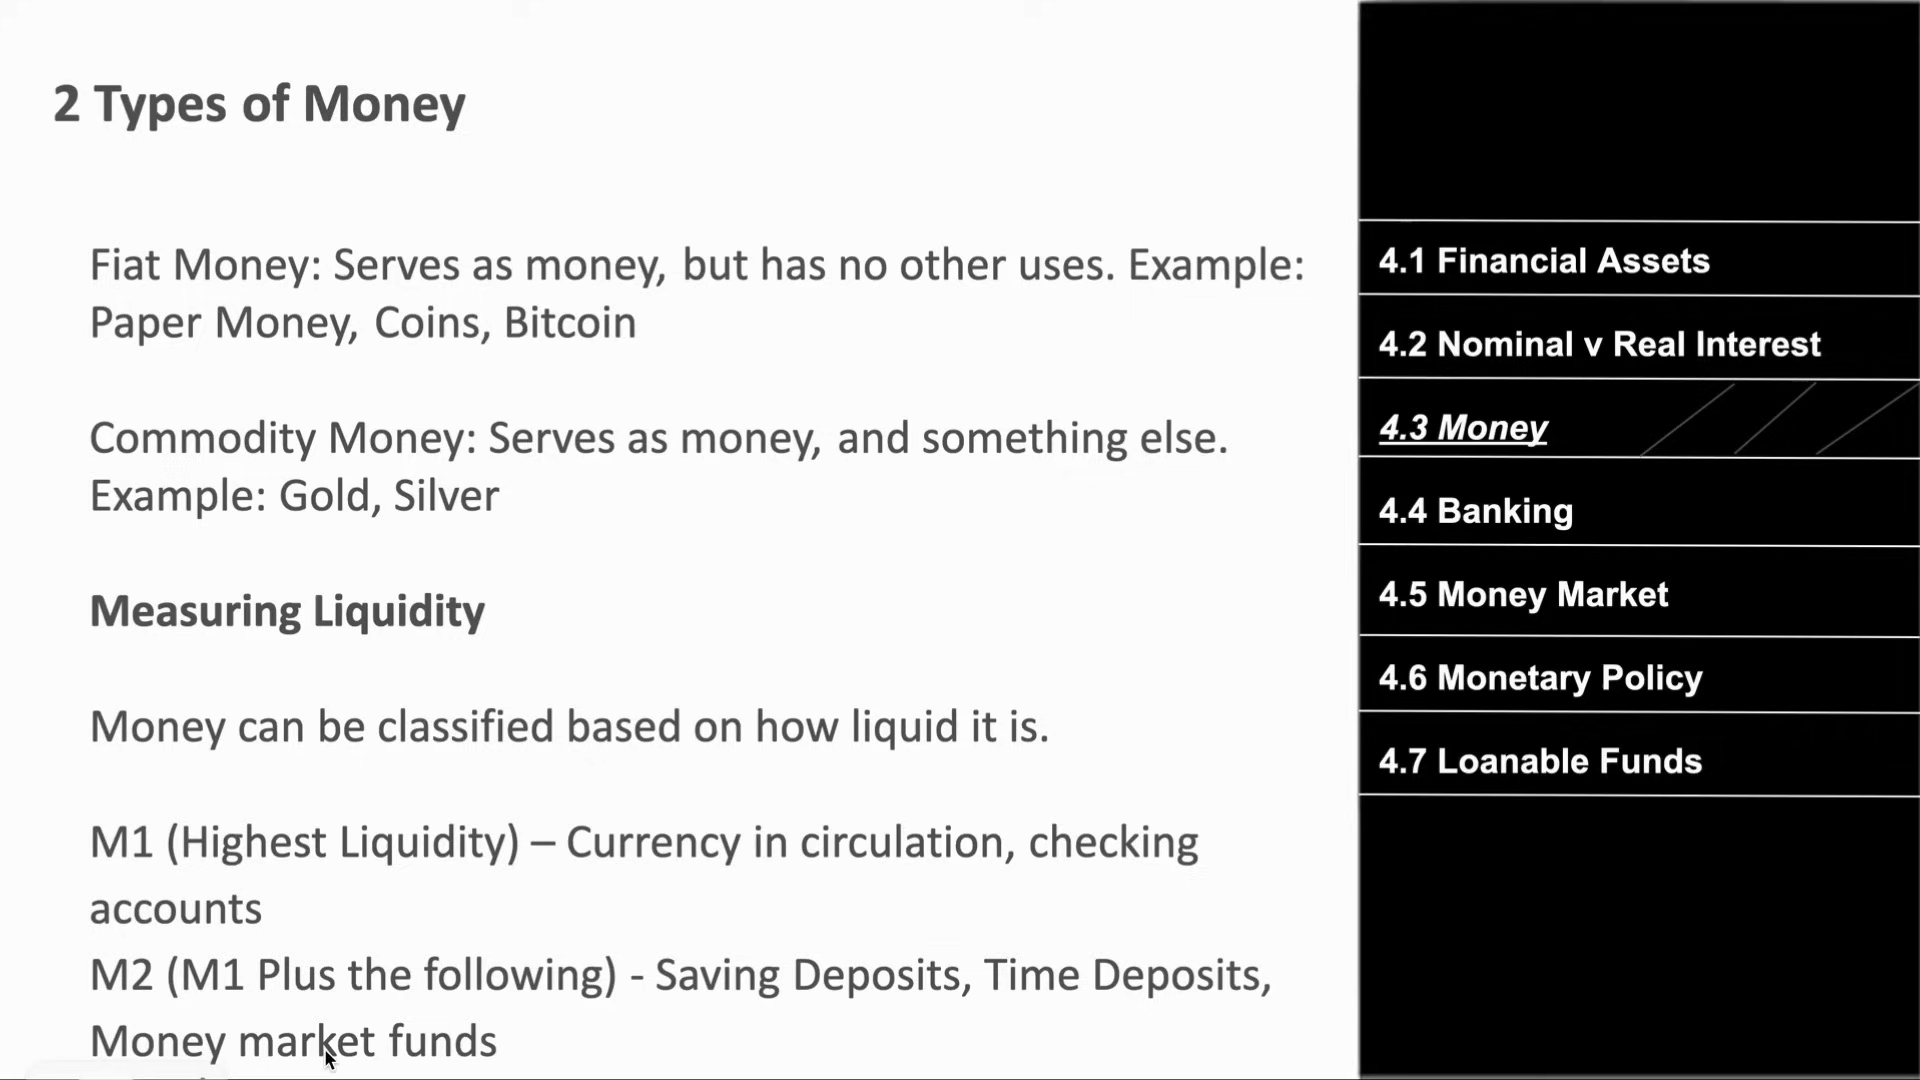 2 Types of Money
Fiat Money: Serves as money, but has no other uses. Example:
Paper Money, Coins, Bitcoin
Commodity Money: Serves as money, and something else.
Example: Gold, Silver
Measuring Liquidity
Money can be classified based on how liquid it is.
M1 (Highest Liquidity) – Currency in circulation, checking
accounts
M2 (M1 Plus the following) - Saving Deposits, Time Deposits,
Money market funds
4.1 Financial Assets
4.2 Nominal v Real Interest
4.3 Money
4.4 Banking
4.5 Money Market
4.6 Monetary Policy
4.7 Loanable Funds